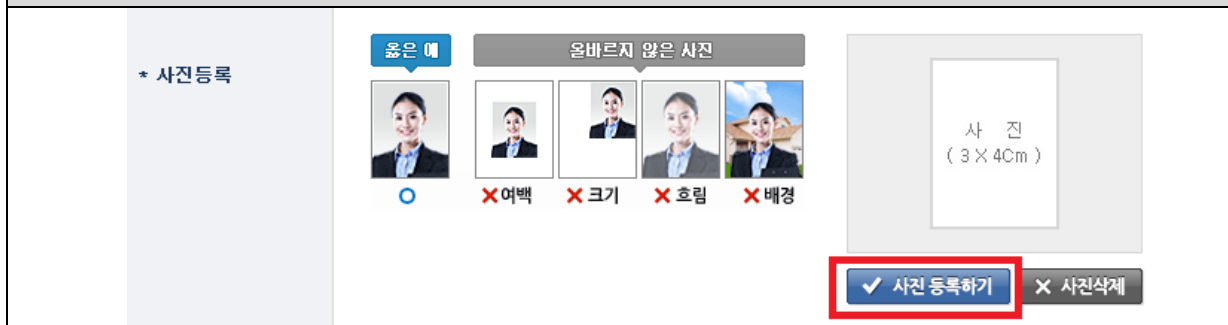 * 사진등록
옳은 예
올바르지 않은 사진
○
✕여백
✕크기
✕흐림
✕배경
사 진
( 3 X 4Cm )
✔ 사진 등록하기
✕ 사진삭제